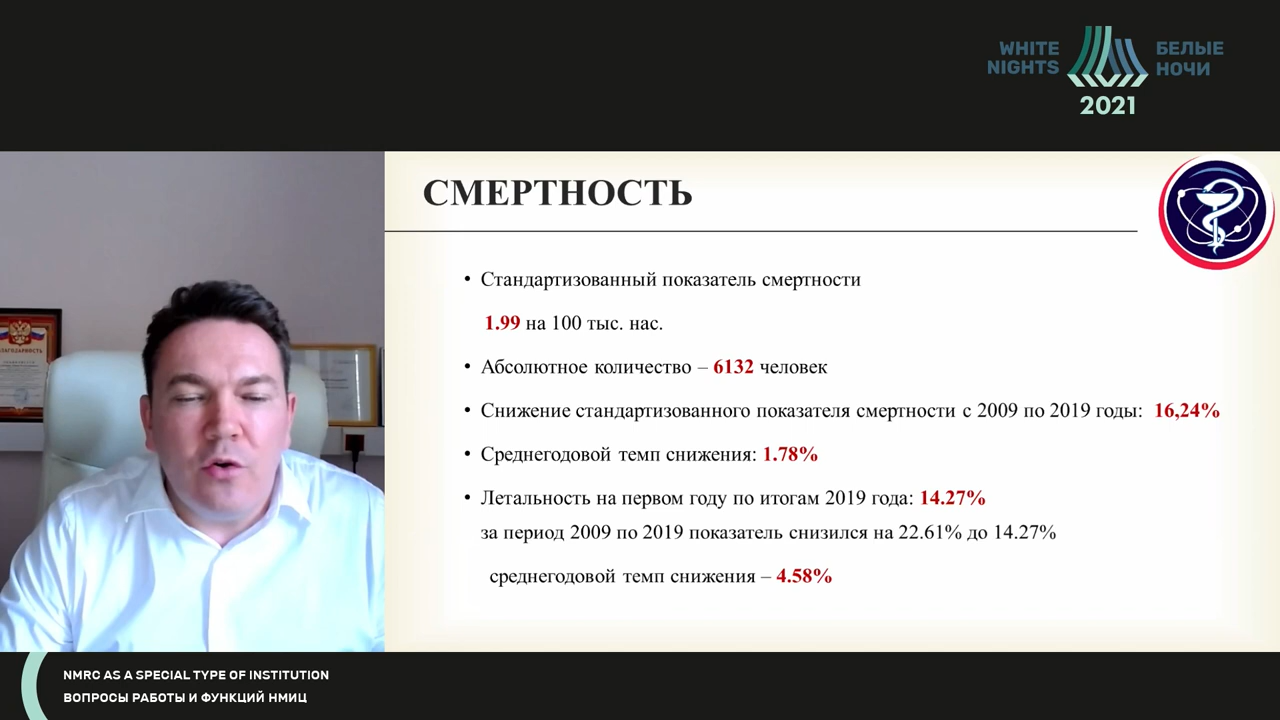 WHITE
NIGHTS
БЕЛЫЕ
НОЧИ
2021
СМЕРТНОСТЬ
• Стандартизованный показатель смертности
1.99 на 100 тыс. нас.
• Абсолютное количество – 6132 человек
• Снижение стандартизованного показателя смертности с 2009 по 2019 годы: 16,24%
• Среднегодовой темп снижения: 1.78%
• Летальность на первом году по итогам 2019 года: 14.27%
за период 2009 по 2019 показатель снизился на 22.61% до 14.27%
среднегодовой темп снижения – 4.58%
NMRC AS A SPECIAL TYPE OF INSTITUTION
ВОПРОСЫ РАБОТЫ И ФУНКЦИЙ НМИЦ